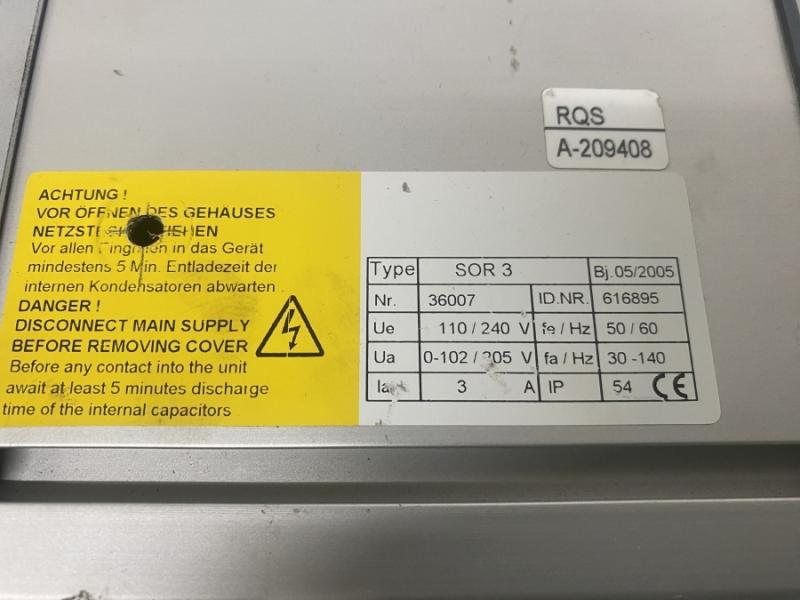 RQS
A-209408
ACHTUNG !
VOR ÖFFNEN DES GEHÄUSES
Vor allen in das Gerät
mindestens 5 Min. Entladezeit der
internen Kondensatoren abwarten
DANGER !
DISCONNECT MAIN SUPPLY
BEFORE REMOVING COVER
Before any contact into the unit
await at least 5 minutes discharge
time of the internal capacitors
Type SOR 3 Bj.05/2005
Nr. 36007 ID.NR. 616895
Ue 110 / 240 V fe / Hz 50 / 60
Ua 0-102 / 205 V fa / Hz 30 -140
3 A IP 54 CE